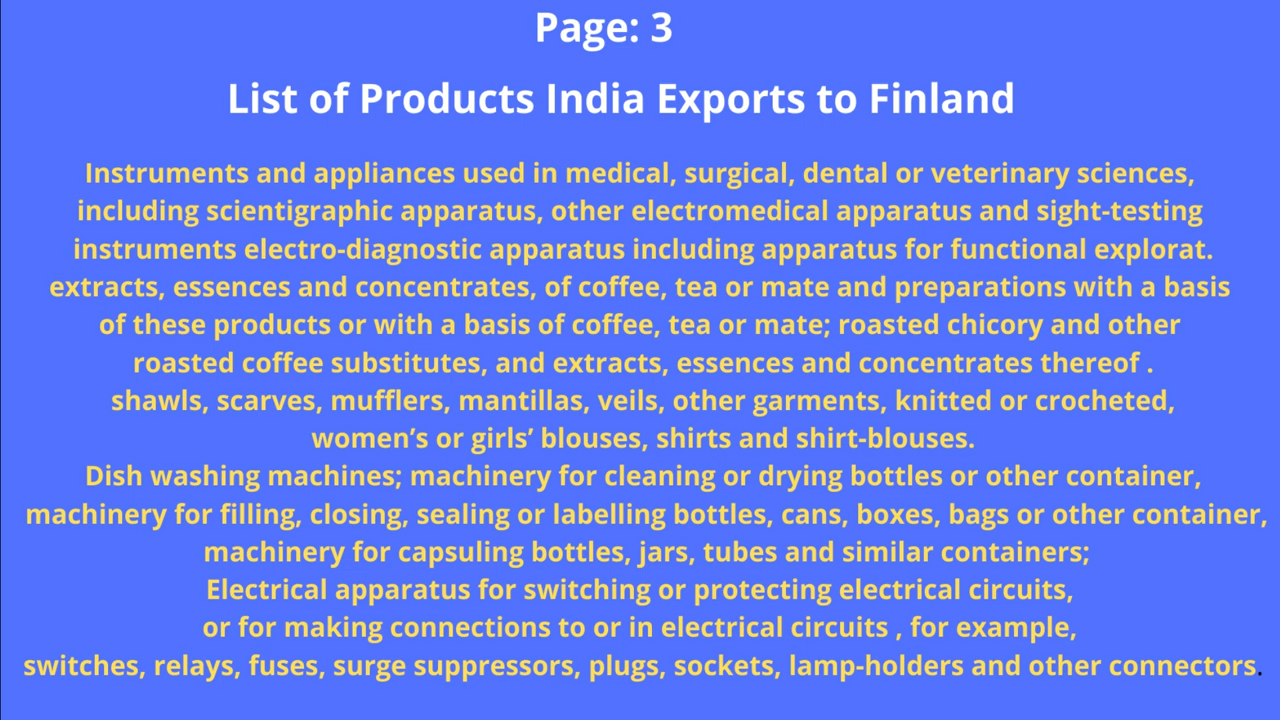 Page: 3
List of Products India Exports to Finland
Instruments and appliances used in medical, surgical, dental or veterinary sciences,
including scientigraphic apparatus, other electromedical apparatus and sight-testing
instruments electro-diagnostic apparatus including apparatus for functional explorat.
extracts, essences and concentrates, of coffee, tea or mate and preparations with a basis
of these products or with a basis of coffee, tea or mate; roasted chicory and other
roasted coffee substitutes, and extracts, essences and concentrates thereof .
shawls, scarves, mufflers, mantillas, veils, other garments, knitted or crocheted,
women’s or girls’ blouses, shirts and shirt-blouses.
Dish washing machines; machinery for cleaning or drying bottles or other container,
machinery for filling, closing, sealing or labelling bottles, cans, boxes, bags or other container,
machinery for capsuling bottles, jars, tubes and similar containers;
Electrical apparatus for switching or protecting electrical circuits,
or for making connections to or in electrical circuits , for example,
switches, relays, fuses, surge suppressors, plugs, sockets, lamp-holders and other connectors.